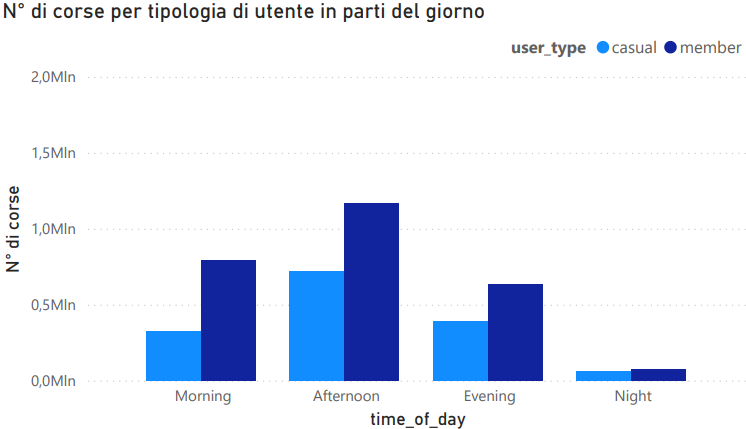 N° di corse per tipologia di utente in parti del giorno
user_type casual member
2,0Mln
1,5Mln
1,0Mln
0,5Mln
0,0Mln
N° di corse
Morning Afternoon Evening Night
time_of_day